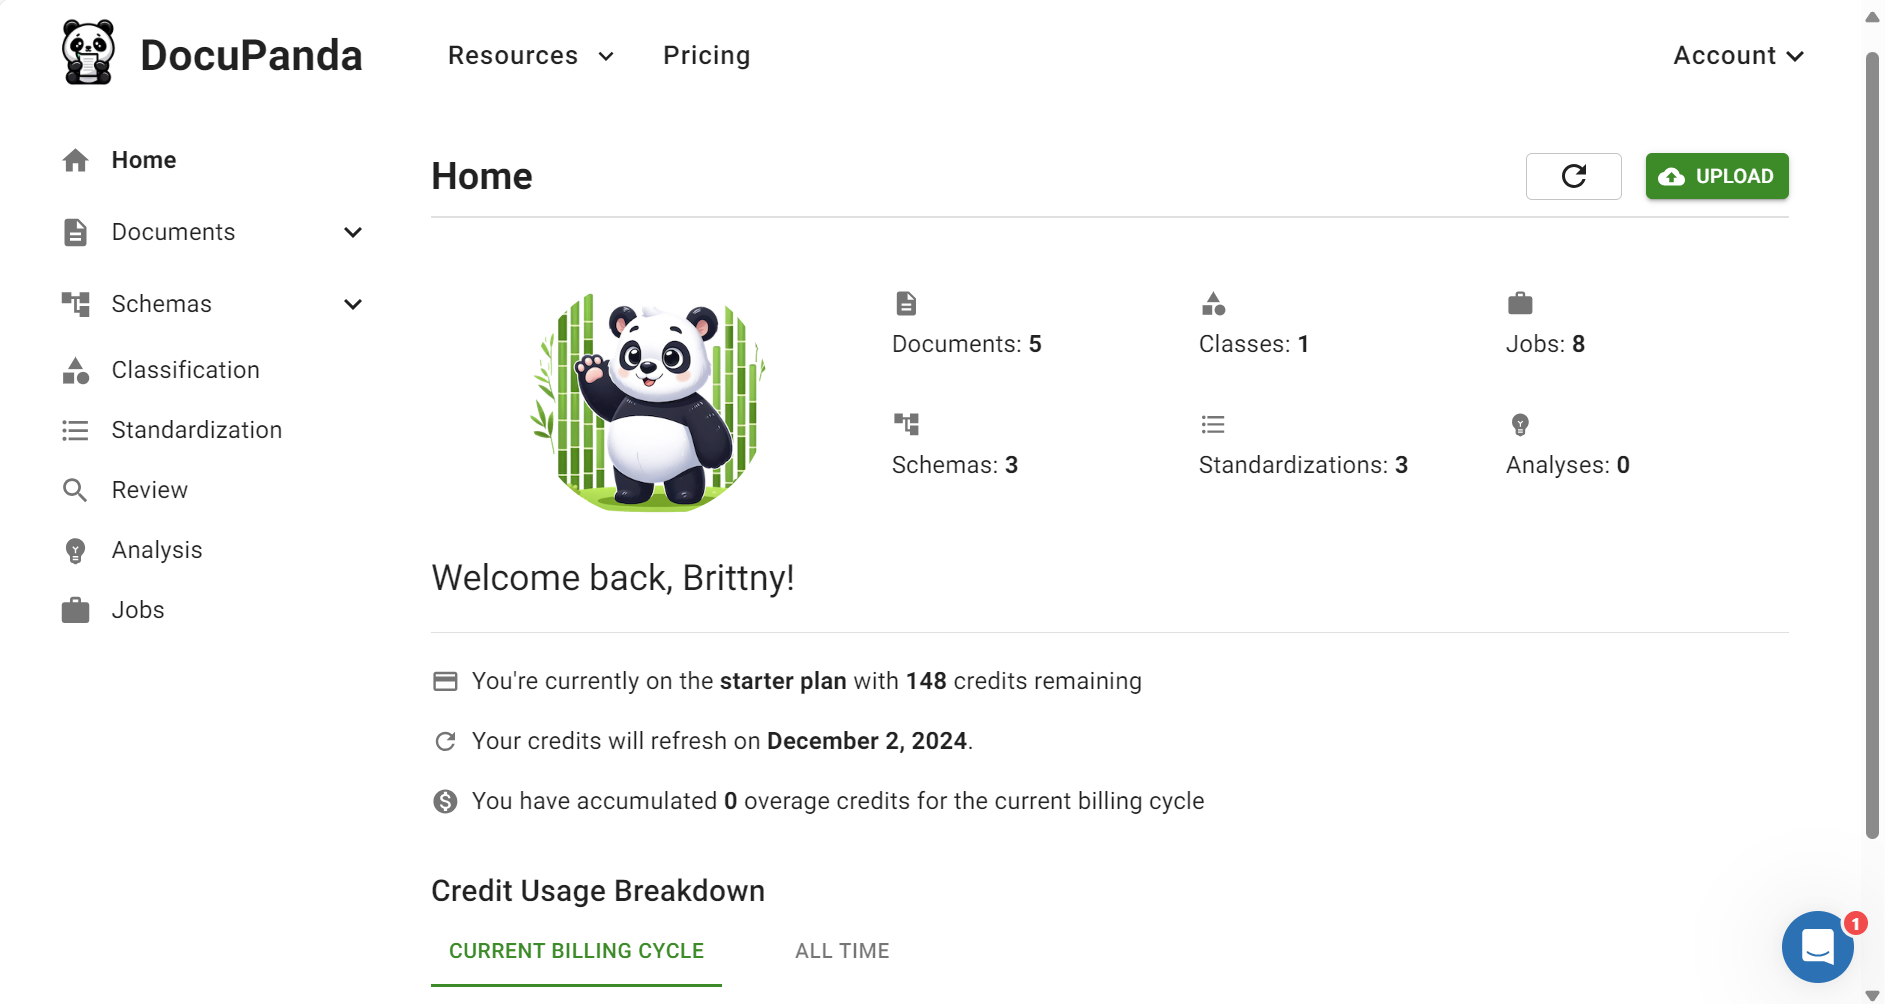 DocuPanda
Resources
Pricing
Account
Home
Documents
Schemas
Classification
Standardization
Review
Analysis
Jobs
Home
UPLOAD
Documents: 5
Classes: 1
Jobs: 8
Schemas: 3
Standardizations: 3
Analyses: 0
Welcome back, Brittny!
You're currently on the starter plan with 148 credits remaining
Your credits will refresh on December 2, 2024.
You have accumulated 0 overage credits for the current billing cycle
Credit Usage Breakdown
CURRENT BILLING CYCLE
ALL TIME
1